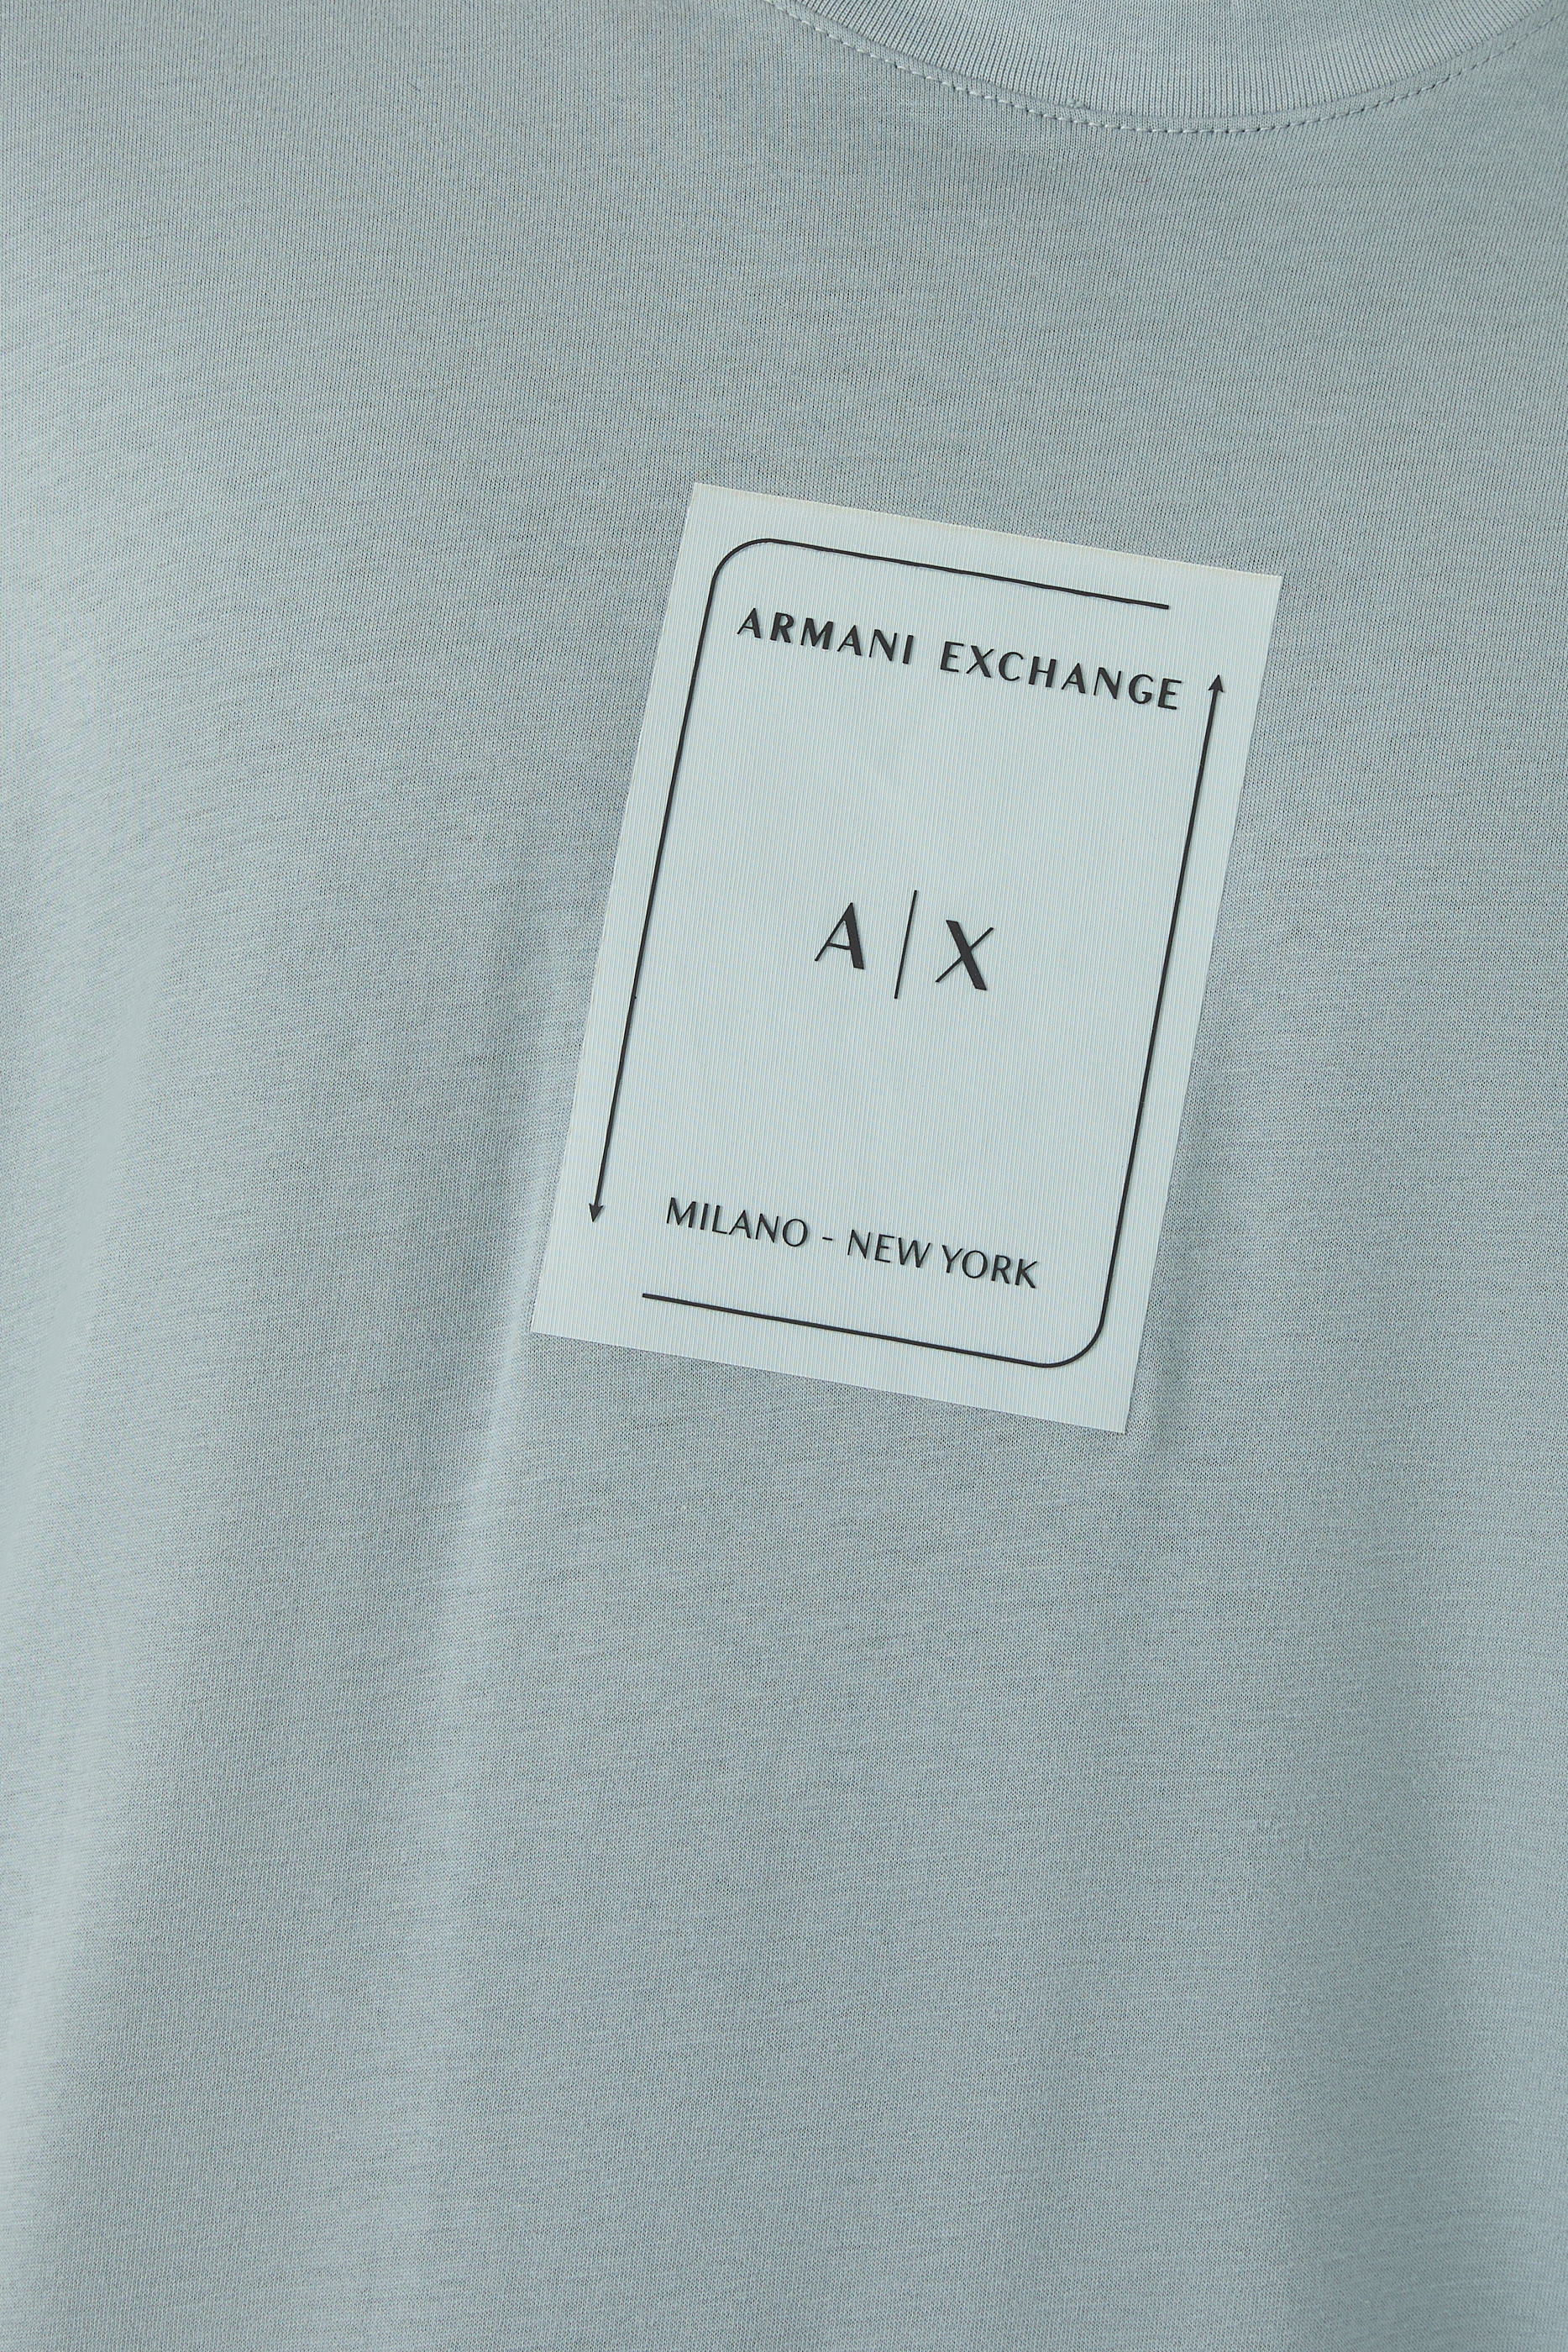 ARMANI EXCHANGE
A|X
MILANO - NEW YORK